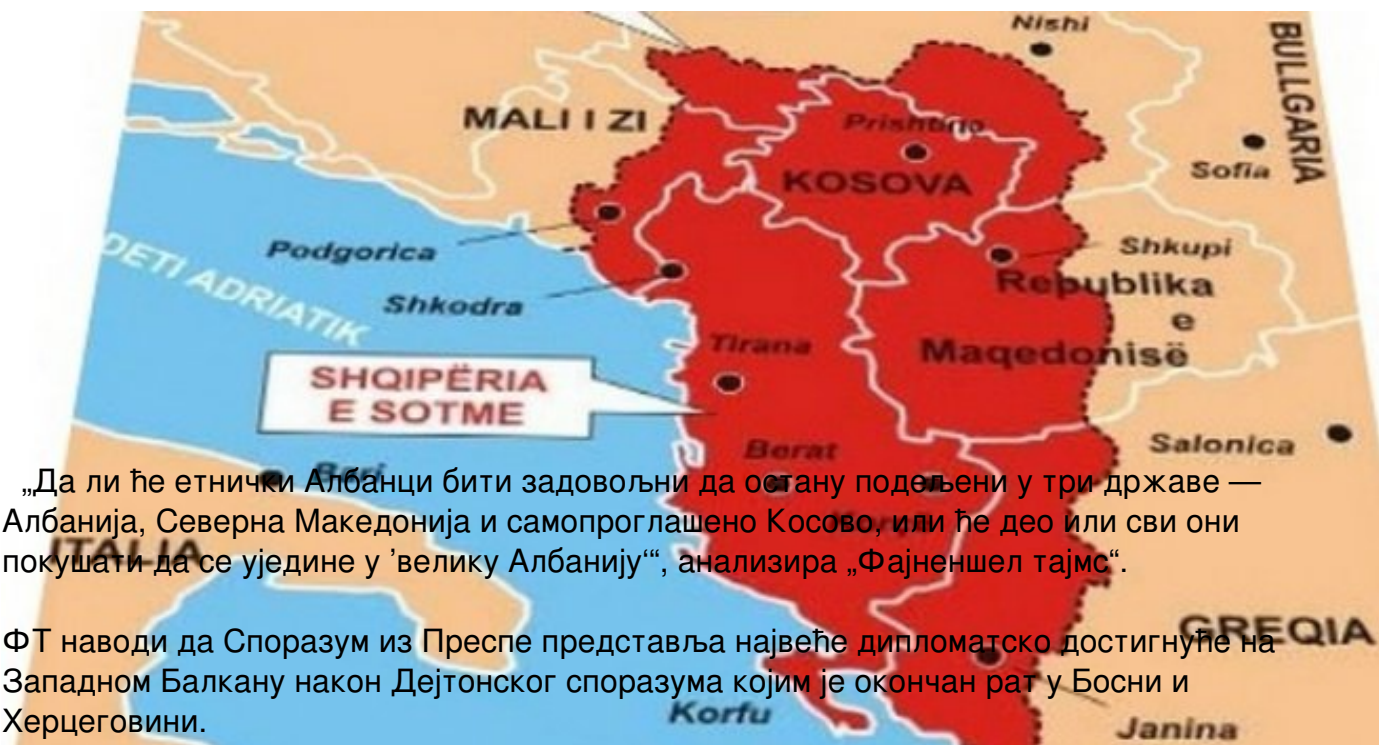 Nishi
BULLGARIA
MALI I ZI
Prishtina
Sofia
KOSOVA
Podgorica
Shkupi
DETI ADRIATIK
Shkodra
Republika
e
Maqedonisë
Tirana
SHQIPËRIA
E SOTME
Berat
Salonica
Bari
„Да ли ће етнички Албанци бити задовољни да остану подељени у три државе —
Албанија, Северна Македонија и самопроглашено Косово, или ће део или сви они
покушати да се уједине у ’велику Албанију‘“, анализира „Фајненшел тајмс“.
ITALIA
GREQIA
ФТ наводи да Споразум из Преспе представља највеће дипломатско достигнуће на
Западном Балкану након Дејтонског споразума којим је окончан рат у Босни и
Херцеговини.
Korfu
Janina